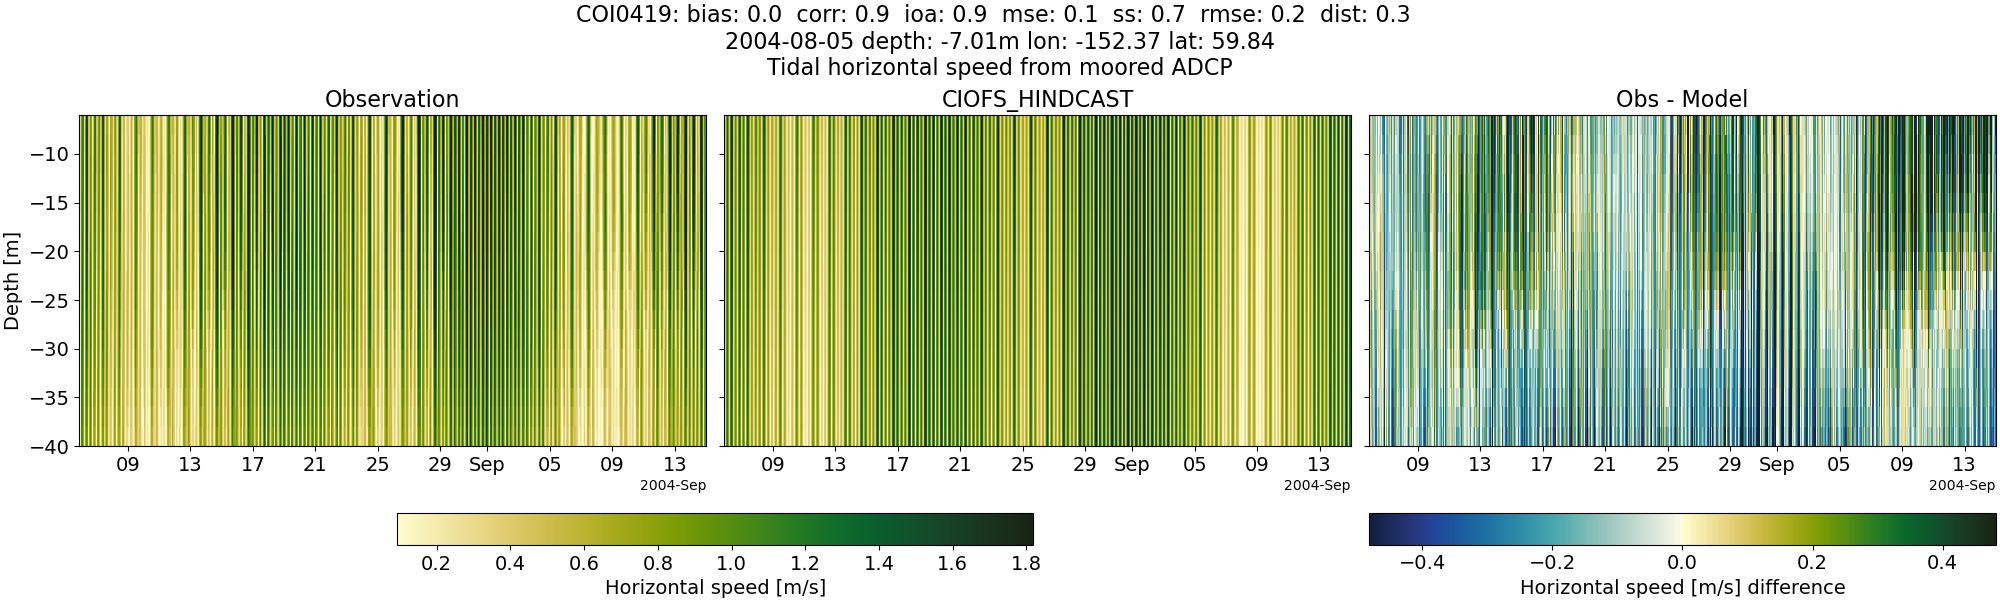 COI0419: bias: 0.0  corr: 0.9  ioa: 0.9  mse: 0.1  ss: 0.7  rmse: 0.2  dist: 0.3
2004-08-05 depth: -7.01m lon: -152.37 lat: 59.84
Tidal horizontal speed from moored ADCP
Observation
CIOFS_HINDCAST
Obs - Model
Depth [m]
−10
−15
−20
−25
−30
−35
−40
09 13 17 21 25 29 Sep 05 09 13
2004-Sep
09 13 17 21 25 29 Sep 05 09 13
2004-Sep
09 13 17 21 25 29 Sep 05 09 13
2004-Sep
0.2 0.4 0.6 0.8 1.0 1.2 1.4 1.6 1.8
Horizontal speed [m/s]
−0.4 −0.2 0.0 0.2 0.4
Horizontal speed [m/s] difference